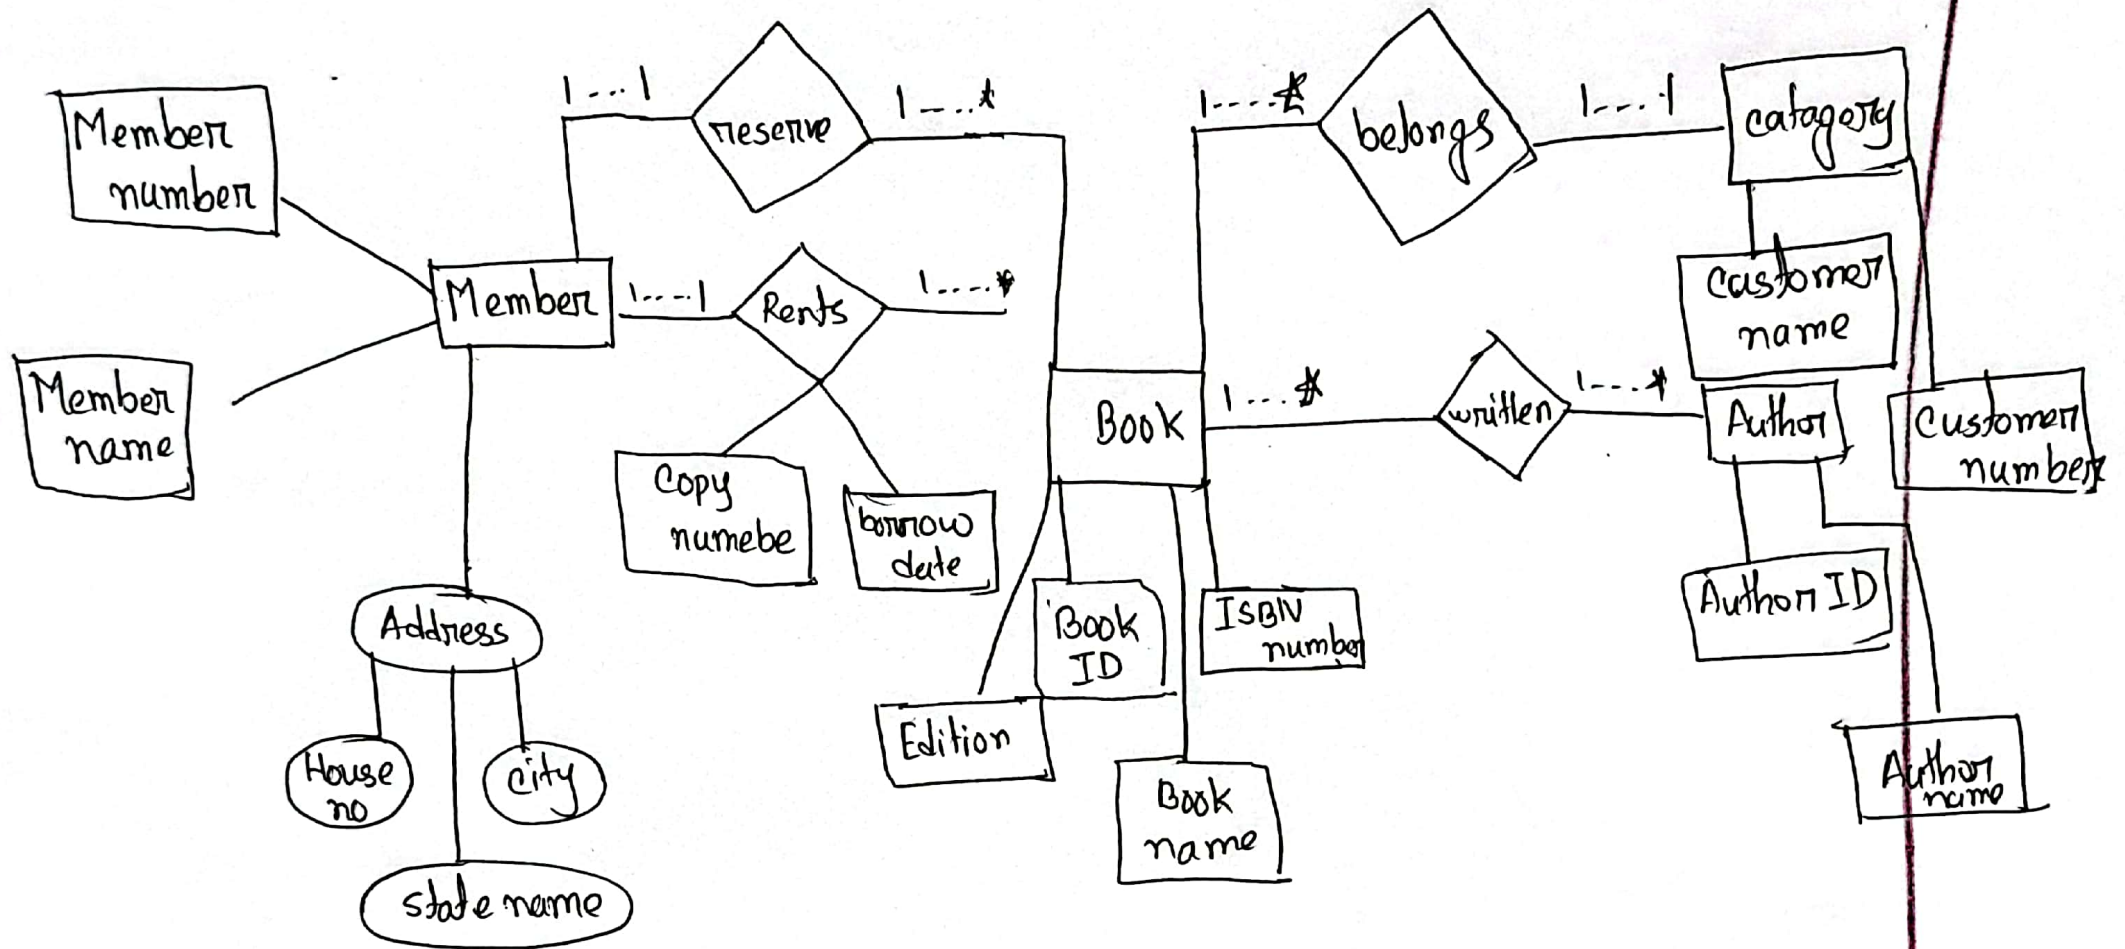 1...1
reserve
1....*
1....*
belongs
1....1
catagory
Member
number
Member
1....1
Rents
1.....*
Customer
name
Member
name
Book
1...*
written
1....*
Author
Customer
number
Copy
numebe
borrow
date
Address
Book
ID
ISBN
number
Author ID
Edition
House
no
city
Book
name
Author
name
state name